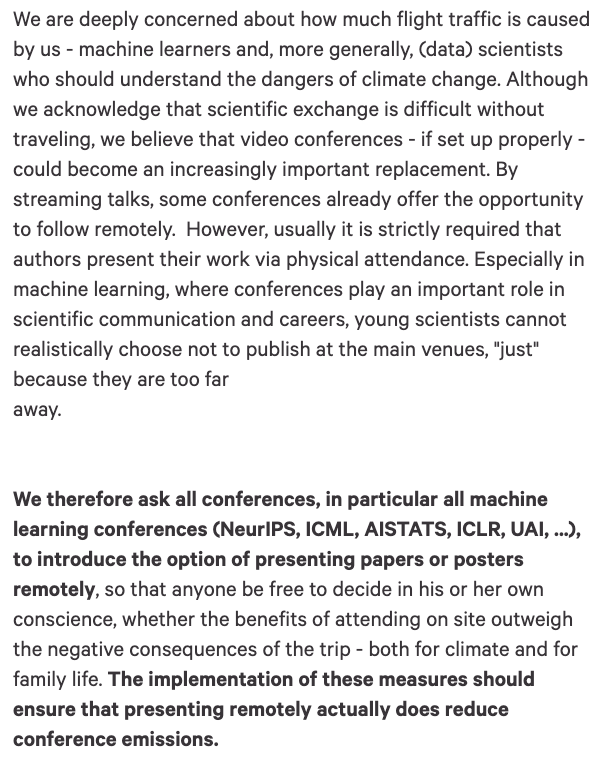 We are deeply concerned about how much flight traffic is caused
by us - machine learners and, more generally, (data) scientists
who should understand the dangers of climate change. Although
we acknowledge that scientific exchange is difficult without
traveling, we believe that video conferences - if set up properly -
could become an increasingly important replacement. By
streaming talks, some conferences already offer the opportunity
to follow remotely.  However, usually it is strictly required that
authors present their work via physical attendance. Especially in
machine learning, where conferences play an important role in
scientific communication and careers, young scientists cannot
realistically choose not to publish at the main venues, "just"
because they are too far
away.
We therefore ask all conferences, in particular all machine
learning conferences (NeurIPS, ICML, AISTATS, ICLR, UAI, ...),
to introduce the option of presenting papers or posters
remotely, so that anyone be free to decide in his or her own
conscience, whether the benefits of attending on site outweigh
the negative consequences of the trip - both for climate and for
family life. The implementation of these measures should
ensure that presenting remotely actually does reduce
conference emissions.